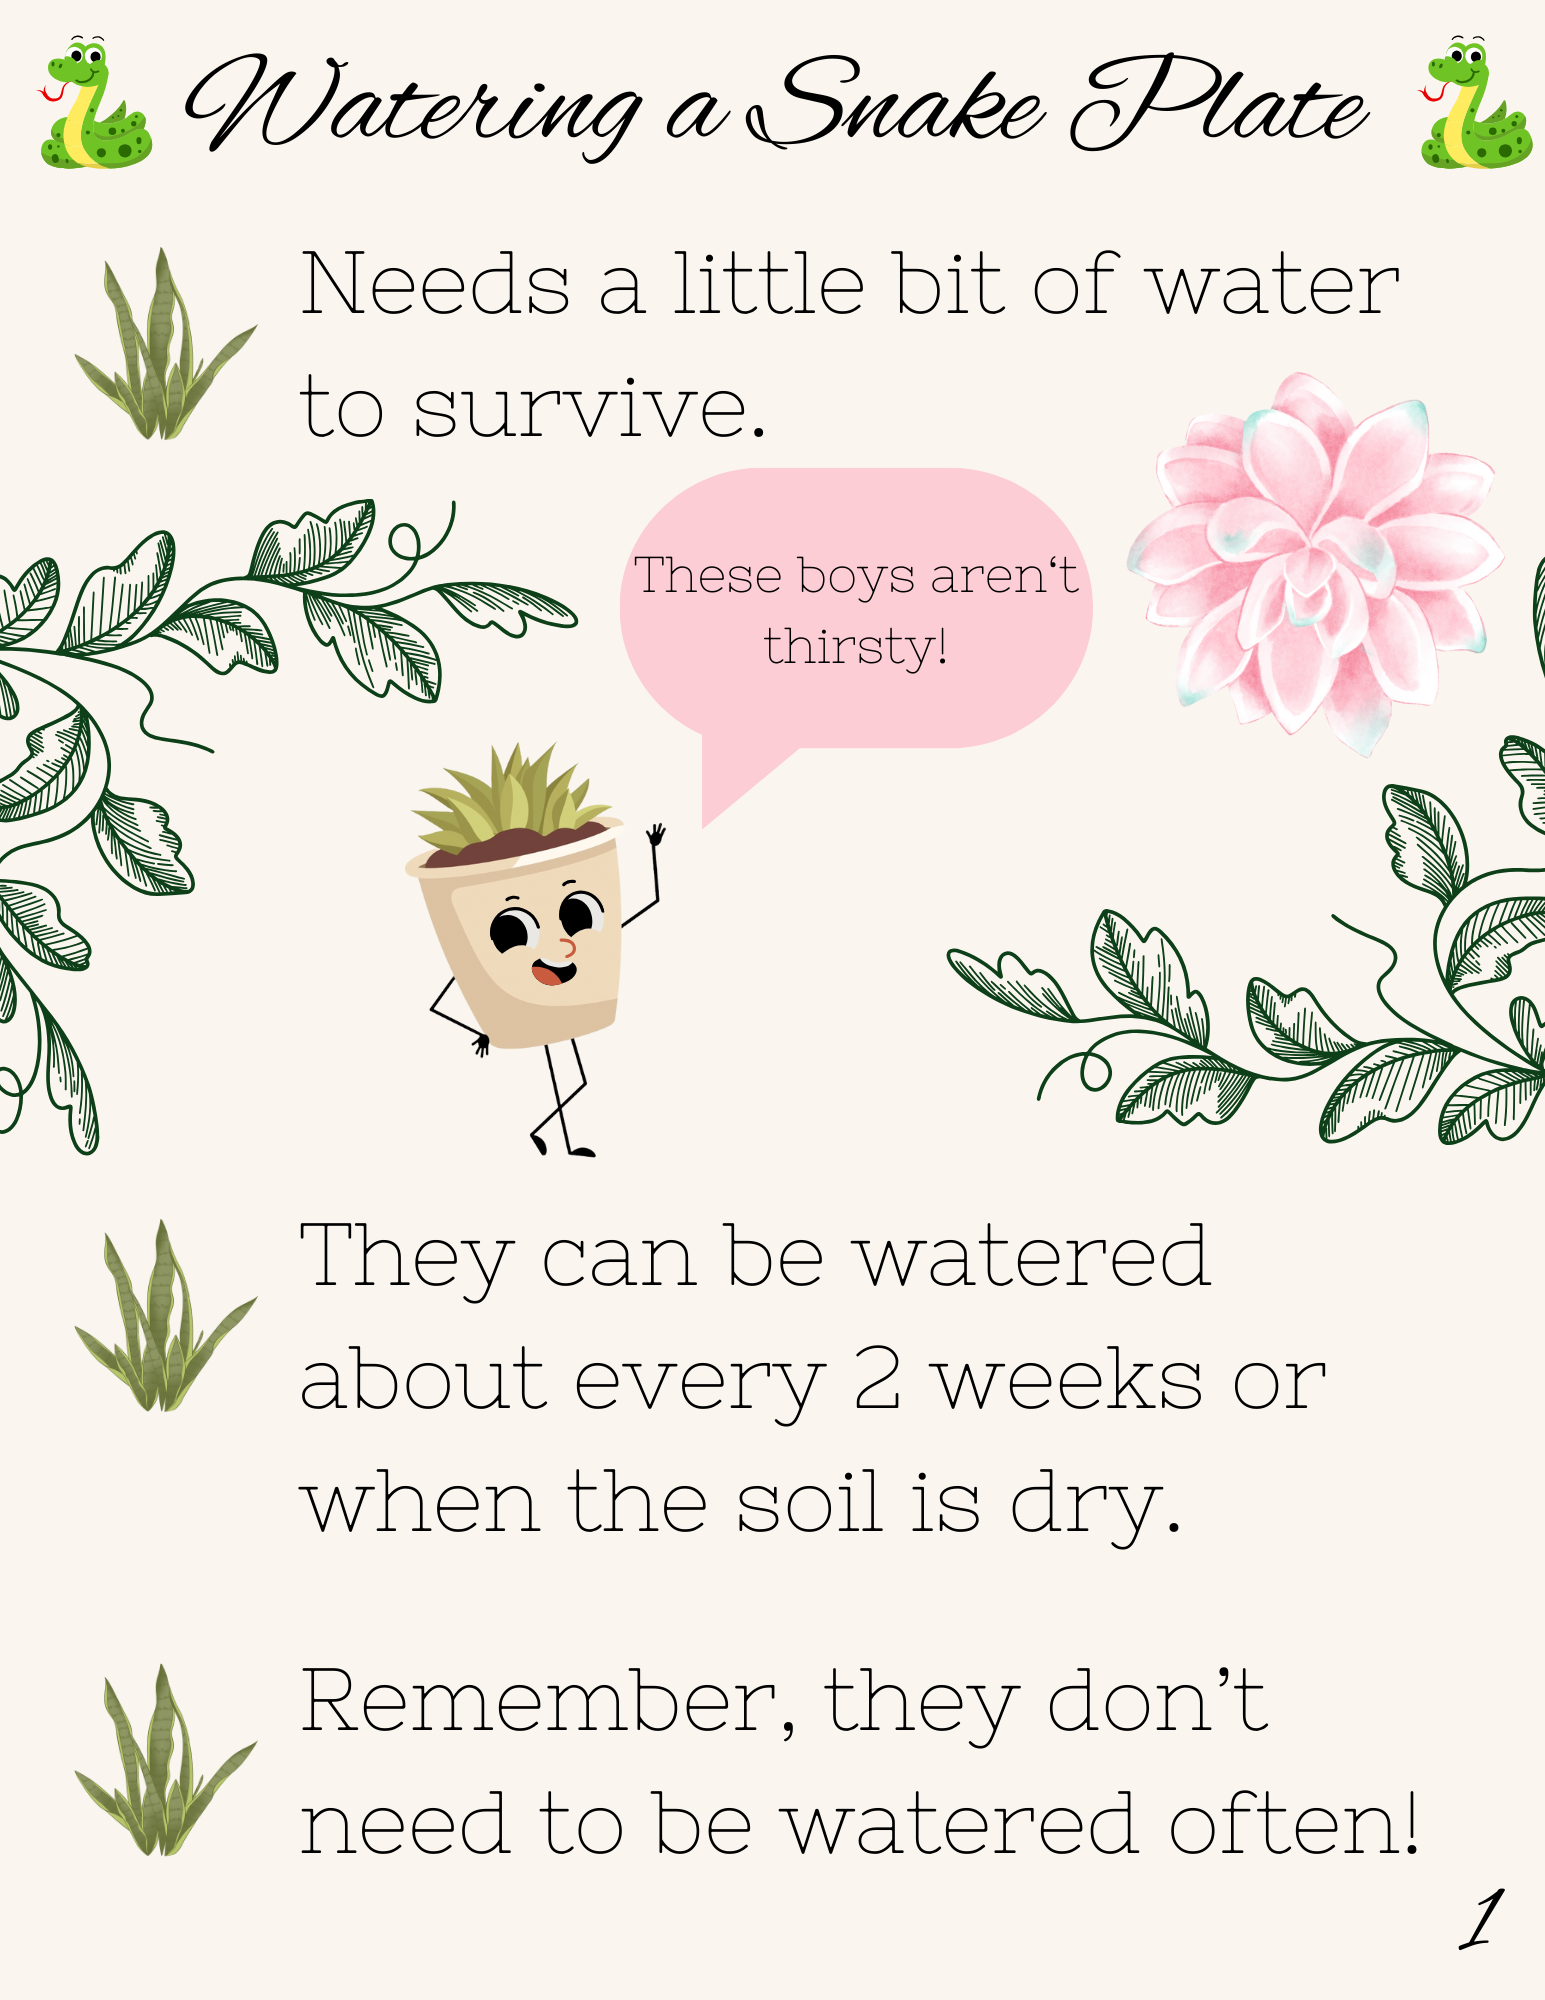 Watering a Snake Plate
Needs a little bit of water
to survive.
These boys aren‘t
thirsty!
They can be watered
about every 2 weeks or
when the soil is dry.
Remember, they don’t
need to be watered often!
1